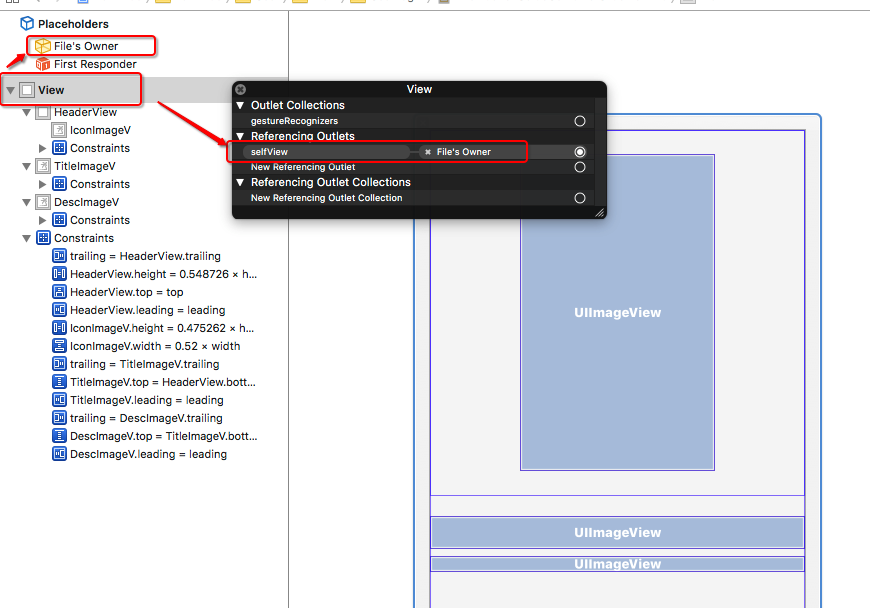 Placeholders
File's Owner
First Responder
View
HeaderView
IconImageV
Constraints
TitleImageV
Constraints
DescImageV
Constraints
Constraints
trailing = HeaderView.trailing
HeaderView.height = 0.548726 × h...
HeaderView.top = top
HeaderView.leading = leading
IconImageV.height = 0.475262 × h...
IconImageV.width = 0.52 × width
trailing = TitleImageV.trailing
TitleImageV.top = HeaderView.bott...
TitleImageV.leading = leading
trailing = DescImageV.trailing
DescImageV.top = TitleImageV.bott...
DescImageV.leading = leading
View
Outlet Collections
gestureRecognizers
Referencing Outlets
selfView File's Owner
New Referencing Outlet
Referencing Outlet Collections
New Referencing Outlet Collection
UIImageView
UIImageView
UIImageView